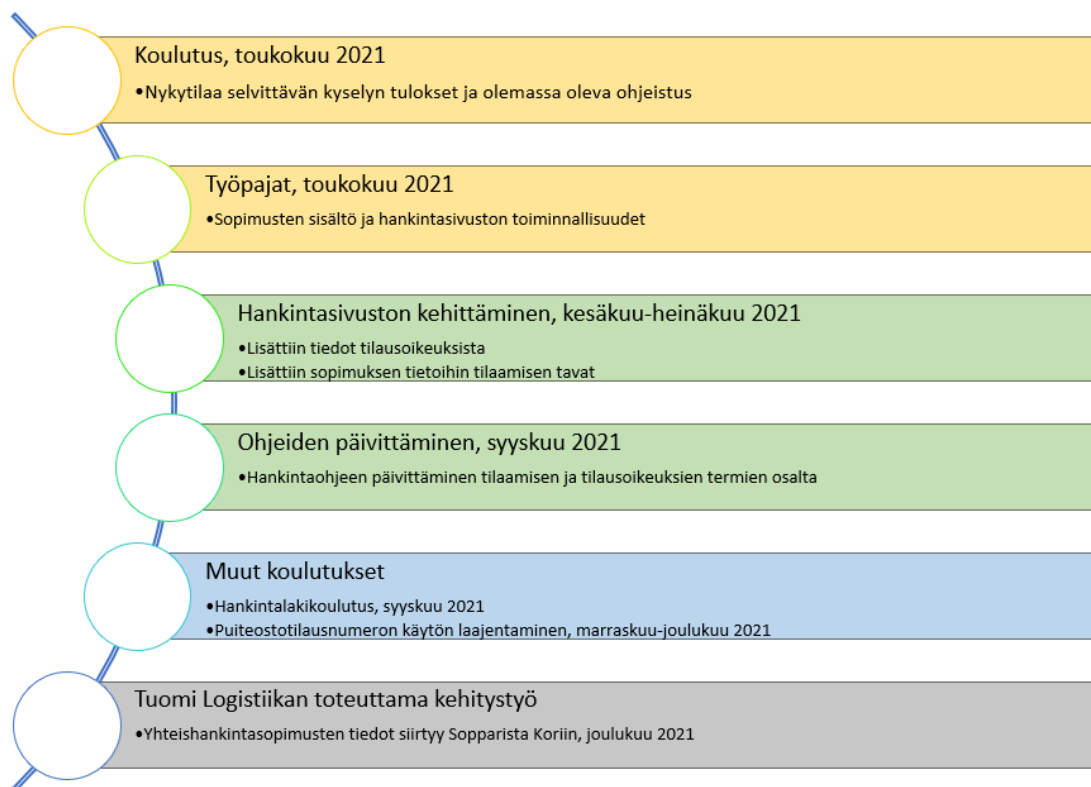 Koulutus, toukokuu 2021
•Nykytilaa selvittävän kyselyn tulokset ja olemassa oleva ohjeistus
Työpajat, toukokuu 2021
•Sopimusten sisältö ja hankintasivuston toiminnallisuudet
Hankintasivuston kehittäminen, kesäkuu-heinäkuu 2021
•Lisättiin tiedot tilausoikeuksista
•Lisättiin sopimuksen tietoihin tilaamisen tavat
Ohjeiden päivittäminen, syyskuu 2021
•Hankintaohjeen päivittäminen tilaamisen ja tilausoikeuksien termien osalta
Muut koulutukset
•Hankintalakikoulutus, syyskuu 2021
•Puiteostotilausnumeron käytön laajentaminen, marraskuu-joulukuu 2021
Tuomi Logistiikan toteuttama kehitystyö
•Yhteishankintasopimusten tiedot siirtyy Sopparista Koriin, joulukuu 2021